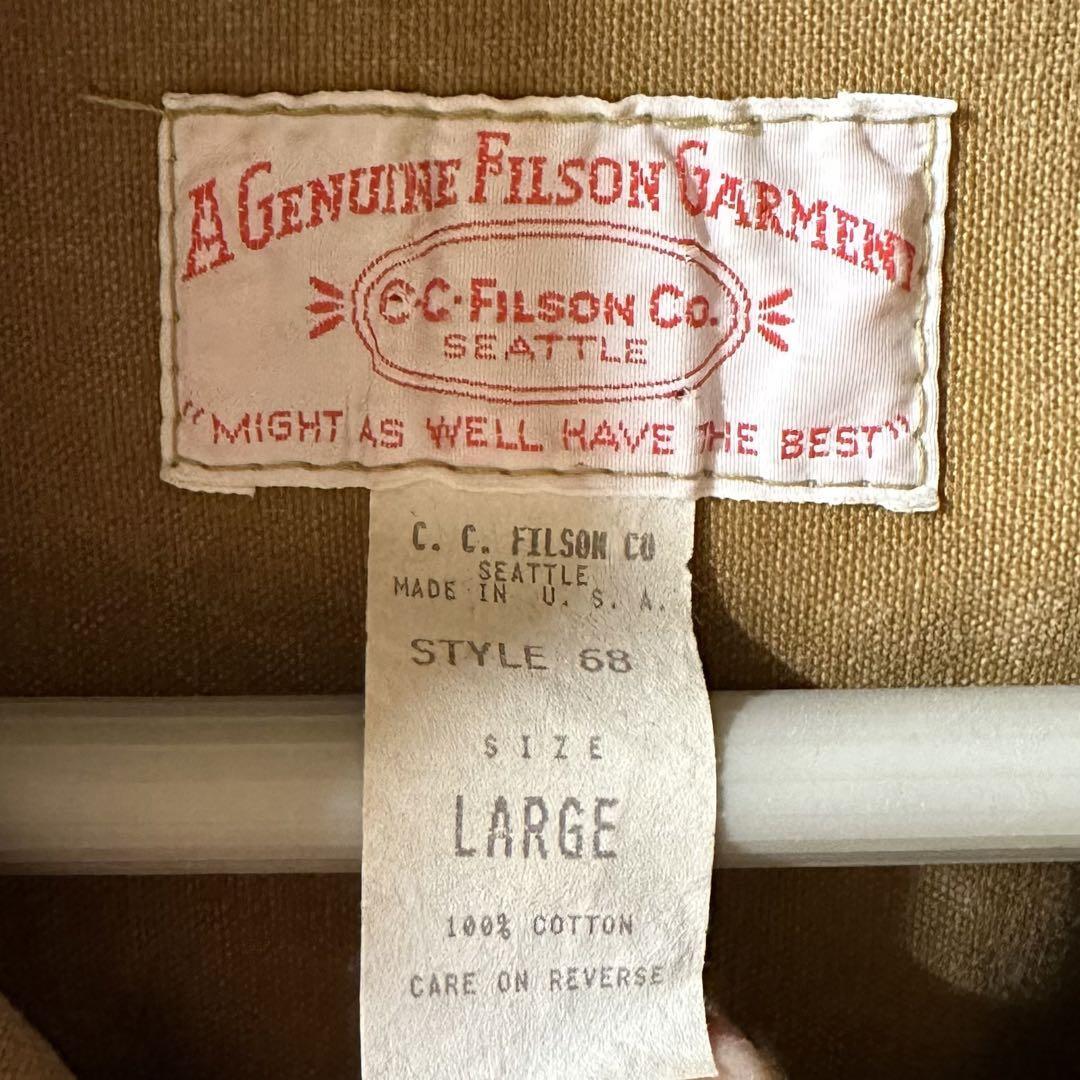 A GENUINE FILSON GARMENT
C·C·FILSON CO.
SEATTLE
"MIGHT AS WELL HAVE THE BEST"
C. C. FILSON CO
SEATTLE
MADE IN U. S. A.
STYLE 68
SIZE
LARGE
100% COTTON
CARE ON REVERSE